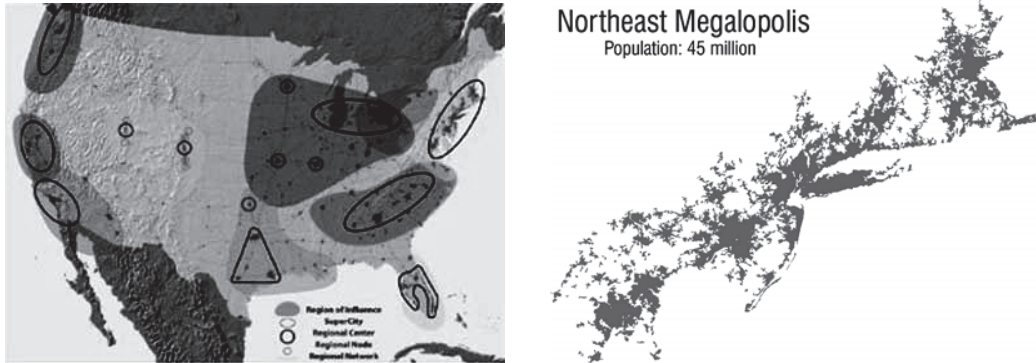 Region of Influence
SuperCity
Regional Center
Regional Node
Regional Network
Northeast Megalopolis
Population: 45 million